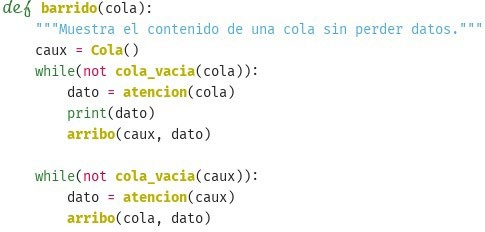 def barrido(cola):
    """Muestra el contenido de una cola sin perder datos."""
    caux = Cola()
    while(not cola_vacia(cola)):
        dato = atencion(cola)
        print(dato)
        arribo(caux, dato)

    while(not cola_vacia(caux)):
        dato = atencion(caux)
        arribo(cola, dato)